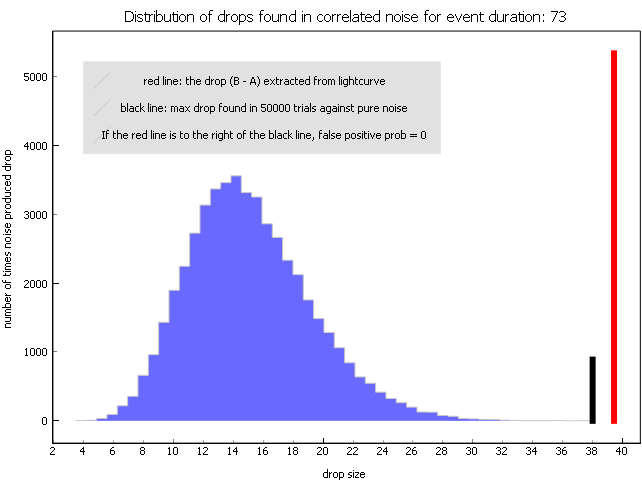 Distribution of drops found in correlated noise for event duration: 73
red line: the drop (B - A) extracted from lightcurve
black line: max drop found in 50000 trials against pure noise
If the red line is to the right of the black line, false positive prob = 0
number of times noise produced drop
5000
4000
3000
2000
1000
0
2 4 6 8 10 12 14 16 18 20 22 24 26 28 30 32 34 36 38 40
drop size